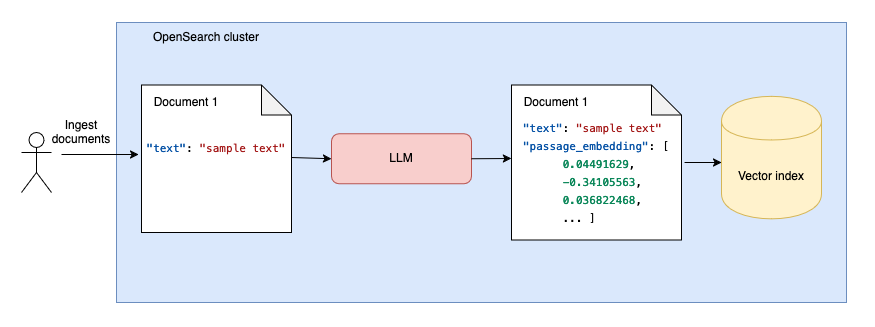 OpenSearch cluster
Ingest
documents
Document 1
"text": "sample text"
LLM
Document 1
"text": "sample text"
"passage_embedding": [
0.04491629,
-0.34105563,
0.036822468,
... ]
Vector index